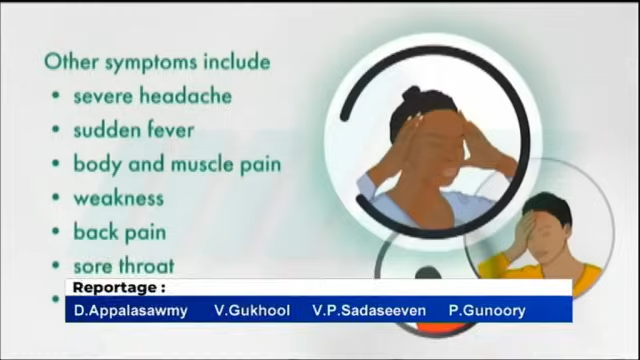 Other symptoms include
• severe headache
• sudden fever
• body and muscle pain
• weakness
• back pain
• sore throat
Reportage :
D.Appalasawmy V.Gukhool V.P.Sadaseeven P.Gunoory